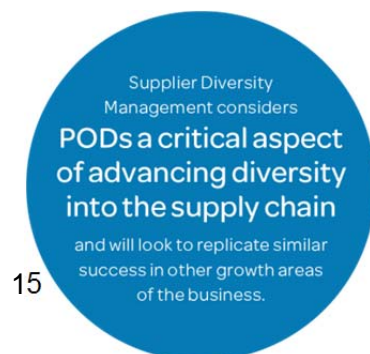 Supplier Diversity
Management considers
PODs a critical aspect
of advancing diversity
into the supply chain
and will look to replicate similar
success in other growth areas
of the business.
15